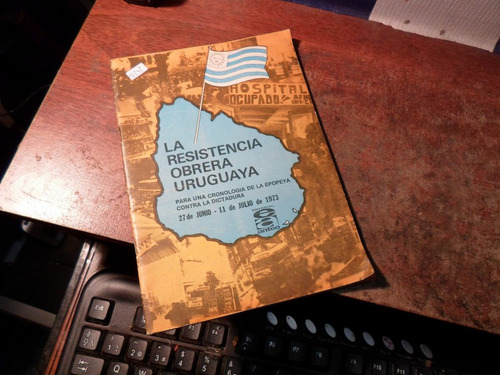 HOSPITAL
OCUPADO
LA
RESISTENCIA
OBRERA
URUGUAYA
PARA UNA CRONOLOGIA DE LA EPOPEYA
CONTRA LA DICTADURA
27 de JUNIO - 11 de JULIO de 1973